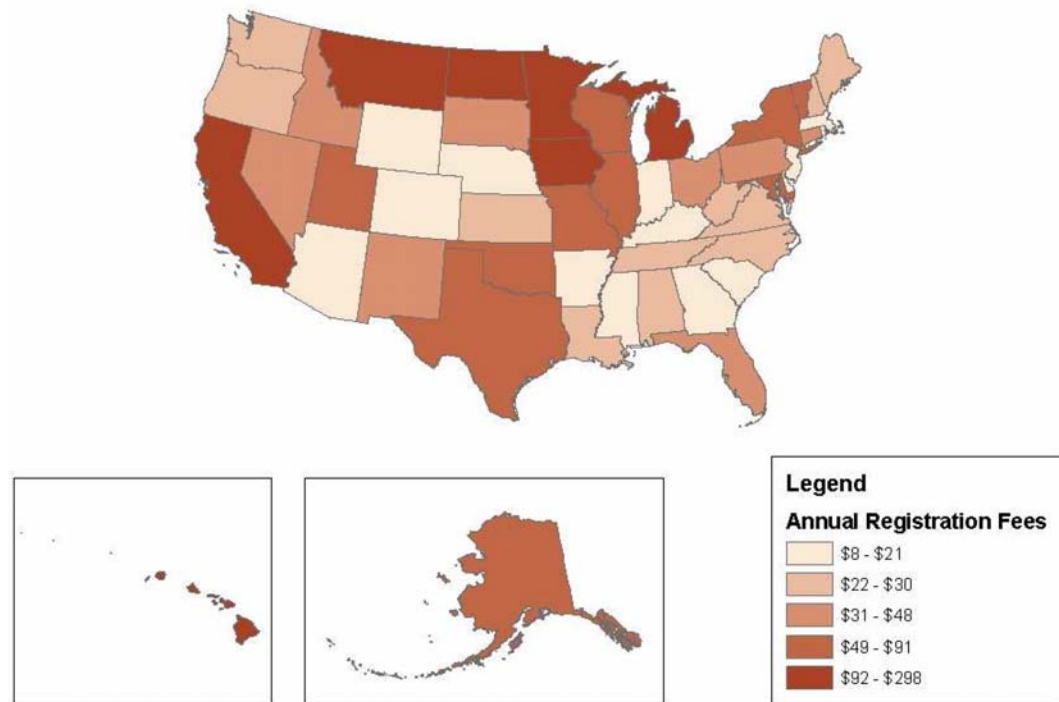 Legend
Annual Registration Fees
$8 - $21
$22 - $30
$31 - $48
$49 - $91
$92 - $298